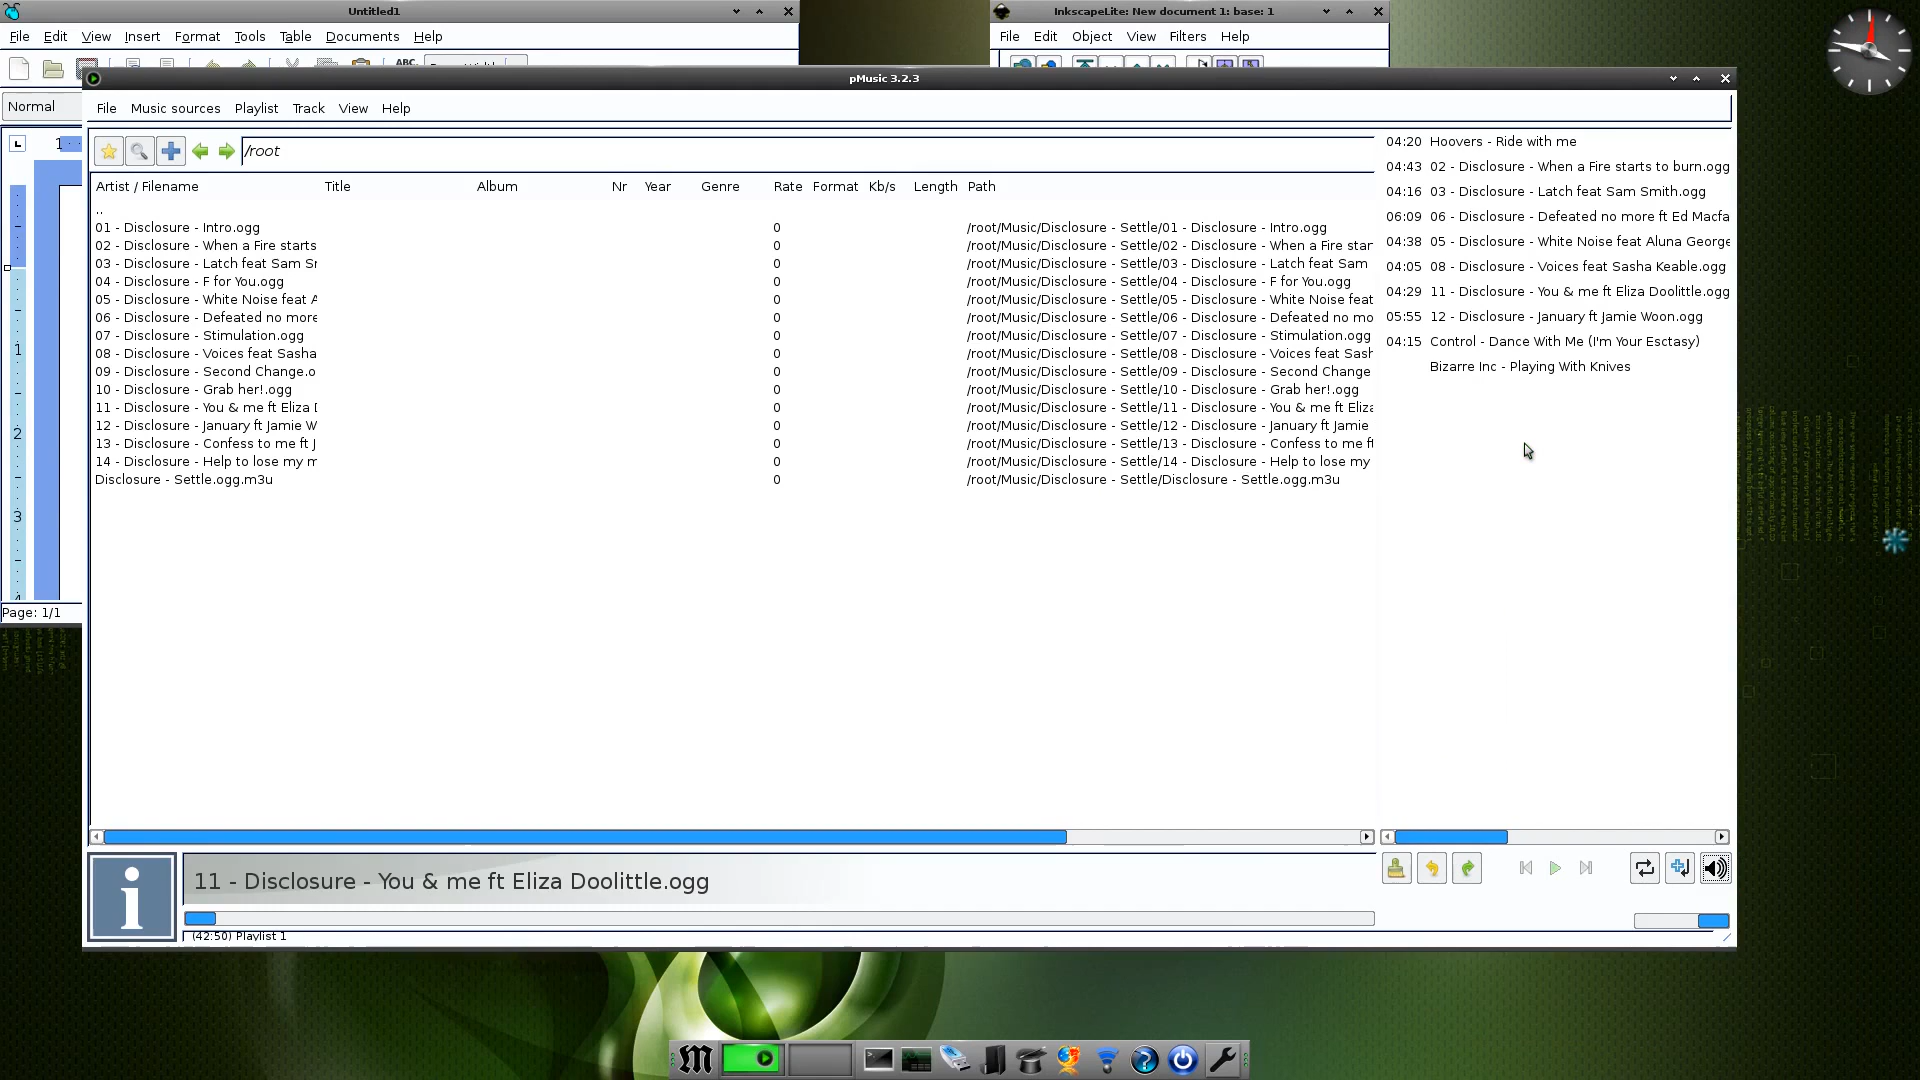 Untitled1
File Edit View Insert Format Tools Table Documents Help
InkscapeLite: New document 1: base: 1
File Edit Object View Filters Help
ABC
Normal
1
1
2
3
Page: 1/1
pMusic 3.2.3
File Music sources Playlist Track View Help
/root
Artist / Filename Title Album Nr Year Genre Rate Format Kb/s Length Path
..
01 - Disclosure - Intro.ogg 0 /root/Music/Disclosure - Settle/01 - Disclosure - Intro.ogg
02 - Disclosure - When a Fire starts 0 /root/Music/Disclosure - Settle/02 - Disclosure - When a Fire star
03 - Disclosure - Latch feat Sam 0 /root/Music/Disclosure - Settle/03 - Disclosure - Latch feat Sam
04 - Disclosure - F for You.ogg 0 /root/Music/Disclosure - Settle/04 - Disclosure - F for You.ogg
05 - Disclosure - White Noise feat 0 /root/Music/Disclosure - Settle/05 - Disclosure - White Noise feat
06 - Disclosure - Defeated no more 0 /root/Music/Disclosure - Settle/06 - Disclosure - Defeated no mo
07 - Disclosure - Stimulation.ogg 0 /root/Music/Disclosure - Settle/07 - Disclosure - Stimulation.ogg
08 - Disclosure - Voices feat Sasha 0 /root/Music/Disclosure - Settle/08 - Disclosure - Voices feat Sash
09 - Disclosure - Second Change.o 0 /root/Music/Disclosure - Settle/09 - Disclosure - Second Change
10 - Disclosure - Grab her!.ogg 0 /root/Music/Disclosure - Settle/10 - Disclosure - Grab her!.ogg
11 - Disclosure - You & me ft Eliza 0 /root/Music/Disclosure - Settle/11 - Disclosure - You & me ft Eliza
12 - Disclosure - January ft Jamie W 0 /root/Music/Disclosure - Settle/12 - Disclosure - January ft Jamie
13 - Disclosure - Confess to me ft J 0 /root/Music/Disclosure - Settle/13 - Disclosure - Confess to me ft
14 - Disclosure - Help to lose my m 0 /root/Music/Disclosure - Settle/14 - Disclosure - Help to lose my
Disclosure - Settle.ogg.m3u 0 /root/Music/Disclosure - Settle/Disclosure - Settle.ogg.m3u
04:20 Hoovers - Ride with me
04:43 02 - Disclosure - When a Fire starts to burn.ogg
04:16 03 - Disclosure - Latch feat Sam Smith.ogg
06:09 06 - Disclosure - Defeated no more ft Ed Macfa
04:38 05 - Disclosure - White Noise feat Aluna George
04:05 08 - Disclosure - Voices feat Sasha Keable.ogg
04:29 11 - Disclosure - You & me ft Eliza Doolittle.ogg
05:55 12 - Disclosure - January ft Jamie Woon.ogg
04:15 Control - Dance With Me (I'm Your Esctasy)
Bizarre Inc - Playing With Knives
11 - Disclosure - You & me ft Eliza Doolittle.ogg
(42:50) Playlist 1